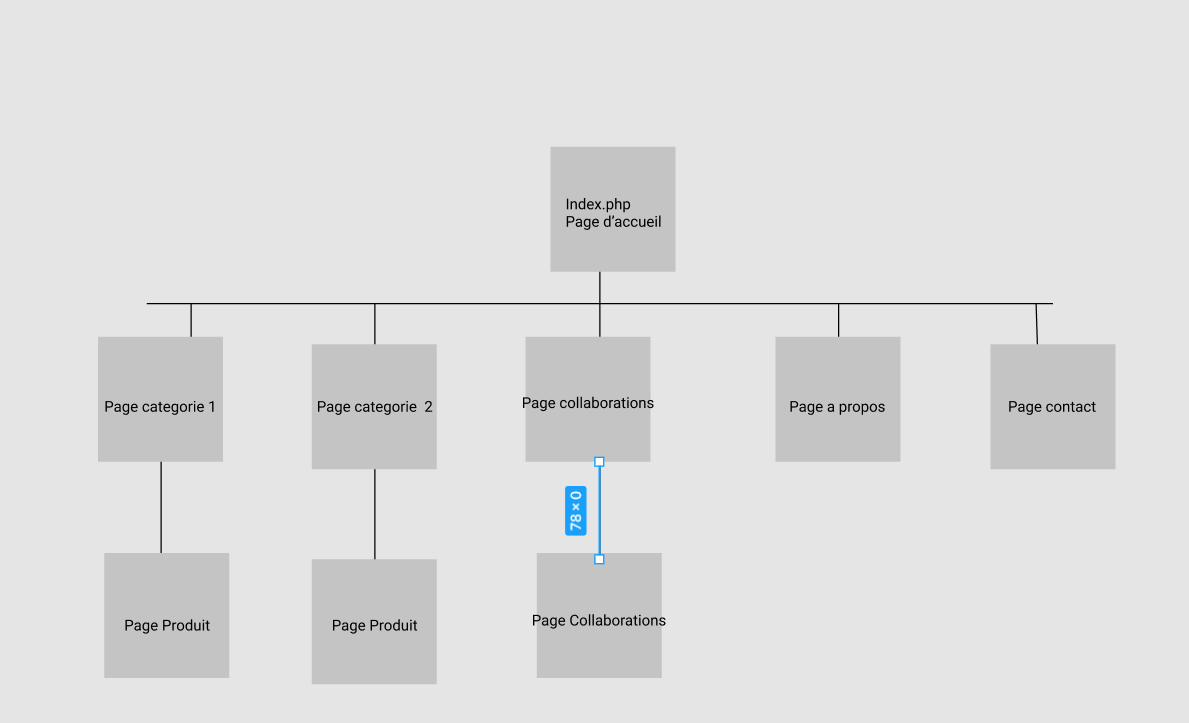 Index.php
Page d’accueil
Page categorie 1
Page categorie  2
Page collaborations
Page a propos
Page contact
78 × 0
Page Produit
Page Produit
Page Collaborations